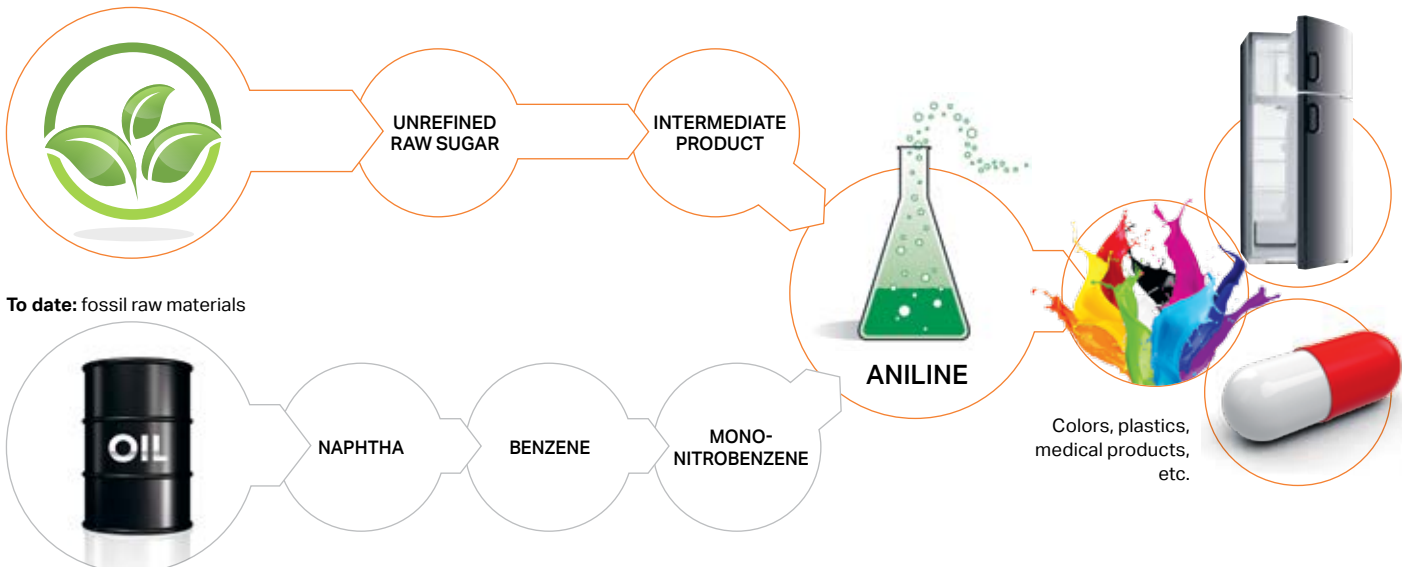 UNREFINED
RAW SUGAR
INTERMEDIATE
PRODUCT
To date: fossil raw materials
OIL
NAPHTHA
BENZENE
MONO-
NITROBENZENE
ANILINE
Colors, plastics,
medical products,
etc.